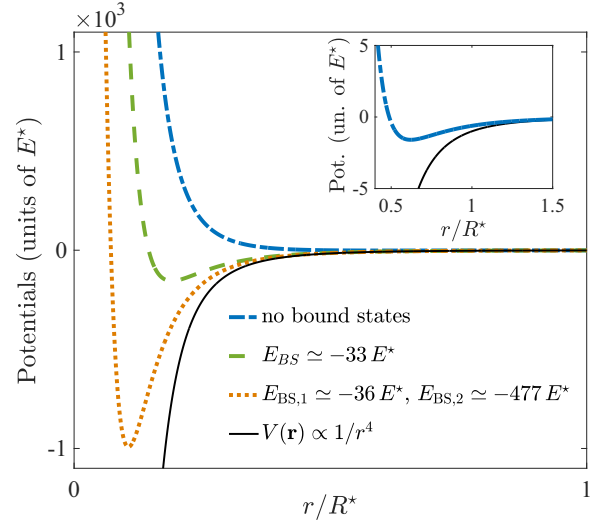 ×10³
1
0
-1
Potentials (units of E⋆)
0
1
r/R⋆
5
0
-5
Pot. (un. of E⋆)
0.5
1
1.5
r/R⋆
no bound states
E_BS ≃ −33 E⋆
E_BS,1 ≃ −36 E⋆, E_BS,2 ≃ −477 E⋆
V(r) ∝ 1/r⁴